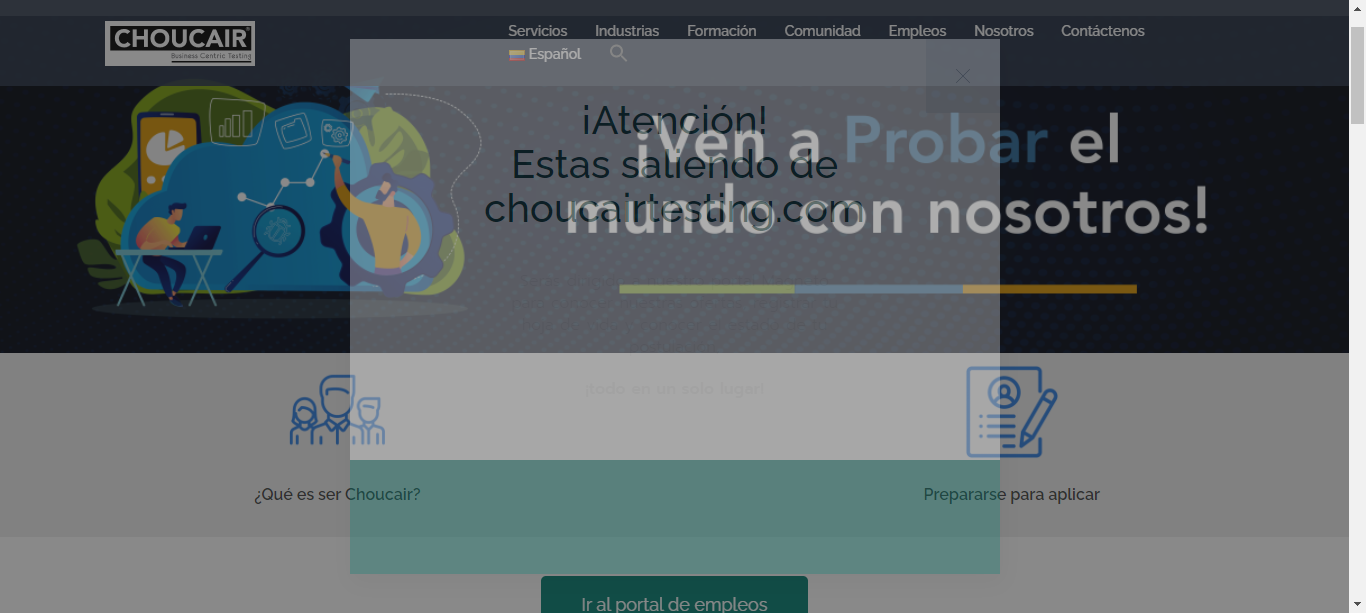 CHOUCAIR
Business Centric Testing
Servicios Industrias Formación Comunidad Empleos Nosotros Contáctenos
Español
¡Atención!
Estas saliendo de
choucairtesting.com
¡Ven a Probar el
mundo con nosotros!
¡todo en un solo lugar!
¿Qué es ser Choucair?
Prepararse para aplicar
Ir al portal de empleos